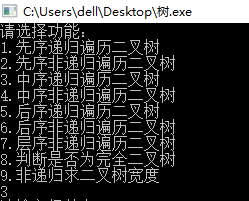 C:\Users\dell\Desktop\树.exe
请选择功能:
1.先序递归遍历二叉树
2.先序非递归遍历二叉树
3.中序递归遍历二叉树
4.中序非递归遍历二叉树
5.后序递归遍历二叉树
6.后序非递归遍历二叉树
7.层序非递归遍历二叉树
8.判断是否为完全二叉树
9.非递归求二叉树宽度
3